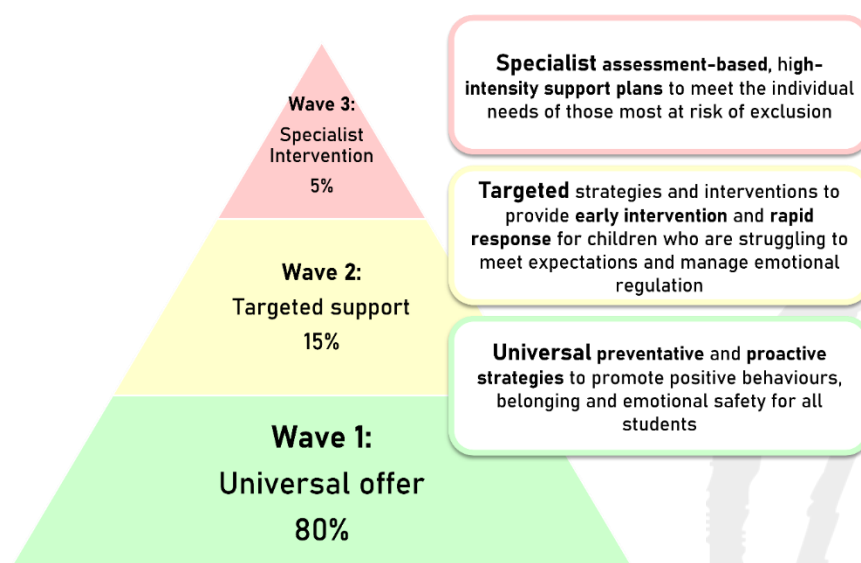 Wave 3:
Specialist
Intervention
5%
Specialist assessment-based, high-
intensity support plans to meet the individual
needs of those most at risk of exclusion
Wave 2:
Targeted support
15%
Targeted strategies and interventions to
provide early intervention and rapid
response for children who are struggling to
meet expectations and manage emotional
regulation
Wave 1:
Universal offer
80%
Universal preventative and proactive
strategies to promote positive behaviours,
belonging and emotional safety for all
students